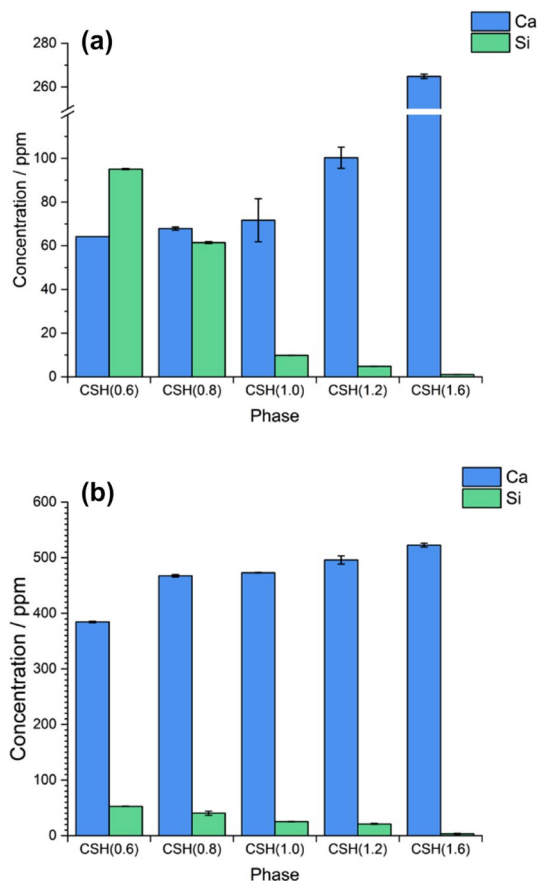 (a)
Ca
Si
280
260
100
80
60
40
20
0
Concentration / ppm
CSH(0.6) CSH(0.8) CSH(1.0) CSH(1.2) CSH(1.6)
Phase
(b)
Ca
Si
600
500
400
300
200
100
0
Concentration / ppm
CSH(0.6) CSH(0.8) CSH(1.0) CSH(1.2) CSH(1.6)
Phase